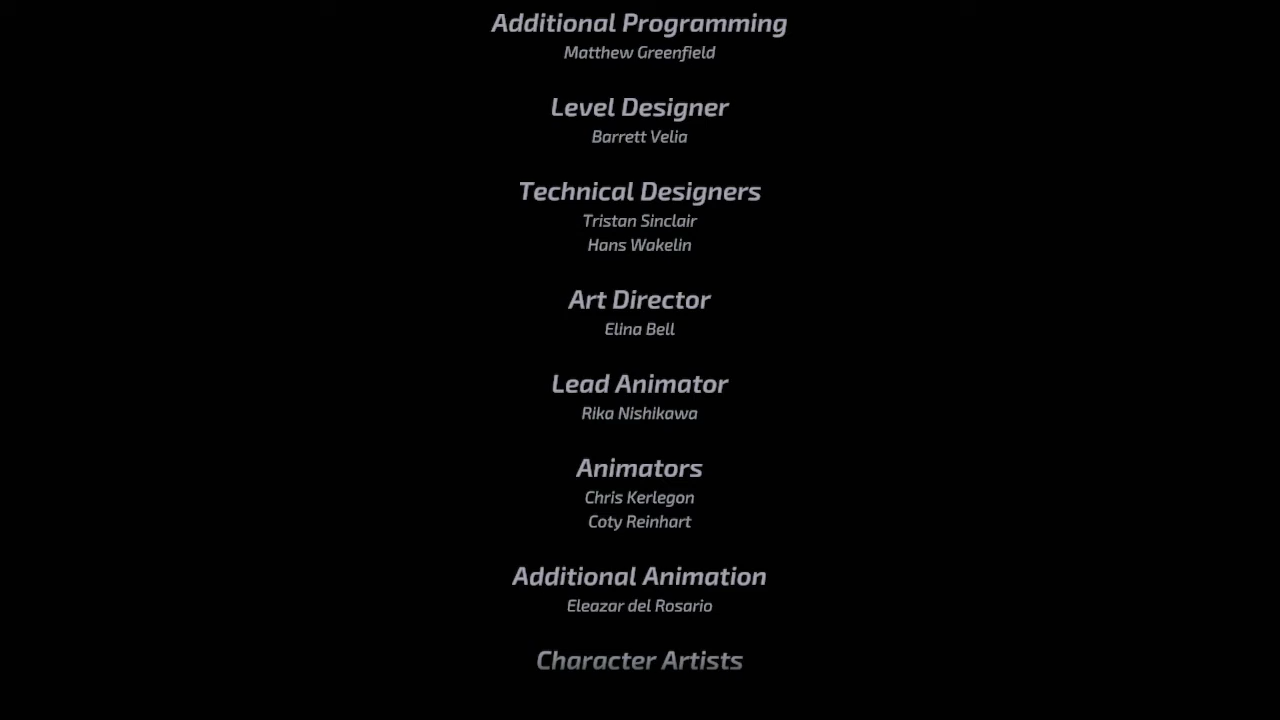 Additional Programming
Matthew Greenfield
Level Designer
Barrett Velia
Technical Designers
Tristan Sinclair
Hans Wakelin
Art Director
Elina Bell
Lead Animator
Rika Nishikawa
Animators
Chris Kerlegon
Coty Reinhart
Additional Animation
Eleazar del Rosario
Character Artists